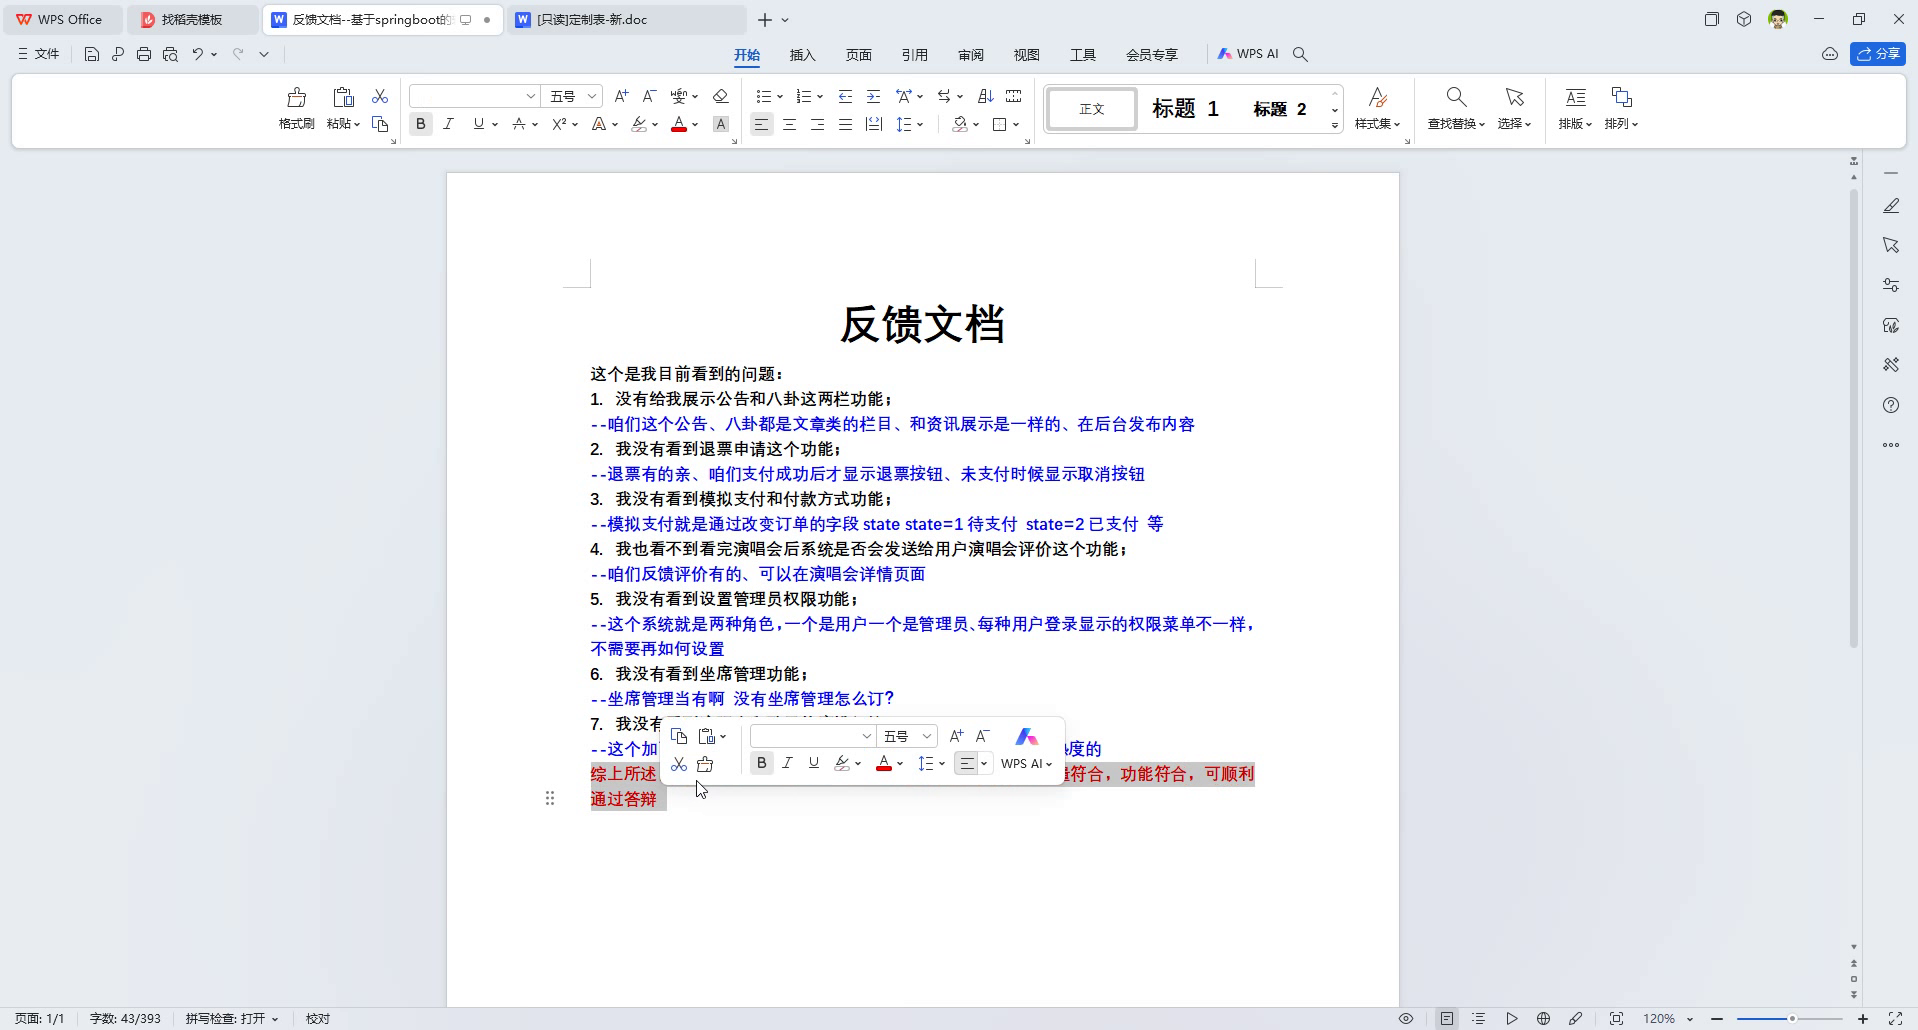 WPS Office
找稻壳模板
反馈文档--基于springboot的
[只读]定制表-新.doc
文件
开始
插入
页面
引用
审阅
视图
工具
会员专享
WPS AI
分享
格式刷
粘贴
五号
正文
标题 1
标题 2
样式集
查找替换
选择
排版
排列
反馈文档
这个是我目前看到的问题：
1. 没有给我展示公告和八卦这两栏功能；
--咱们这个公告、八卦都是文章类的栏目、和资讯展示是一样的、在后台发布内容
2. 我没有看到退票申请这个功能；
--退票有的亲、咱们支付成功后才显示退票按钮、未支付时候显示取消按钮
3. 我没有看到模拟支付和付款方式功能；
--模拟支付就是通过改变订单的字段 state state=1 待支付 state=2 已支付 等
4. 我也看不到看完演唱会后系统是否会发送给用户演唱会评价这个功能；
--咱们反馈评价有的、可以在演唱会详情页面
5. 我没有看到设置管理员权限功能；
--这个系统就是两种角色，一个是用户一个是管理员、每种用户登录显示的权限菜单不一样，
不需要再如何设置
6. 我没有看到坐席管理功能；
--坐席管理当有啊 没有坐席管理怎么订？
7. 我没有
--这个加
度的
综上所述
符合，功能符合，可顺利
通过答辩
五号
WPS AI
页面: 1/1
字数: 43/393
拼写检查: 打开
校对
120%